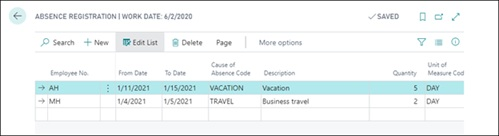 ABSENCE REGISTRATION | WORK DATE: 6/2/2020
SAVED
Search
New
Edit List
Delete
Page
More options
Employee No. From Date To Date Cause of Absence Code Description Quantity Unit of Measure Code
AH 1/11/2021 1/15/2021 VACATION Vacation 5 DAY
MH 1/4/2021 1/5/2021 TRAVEL Business travel 2 DAY